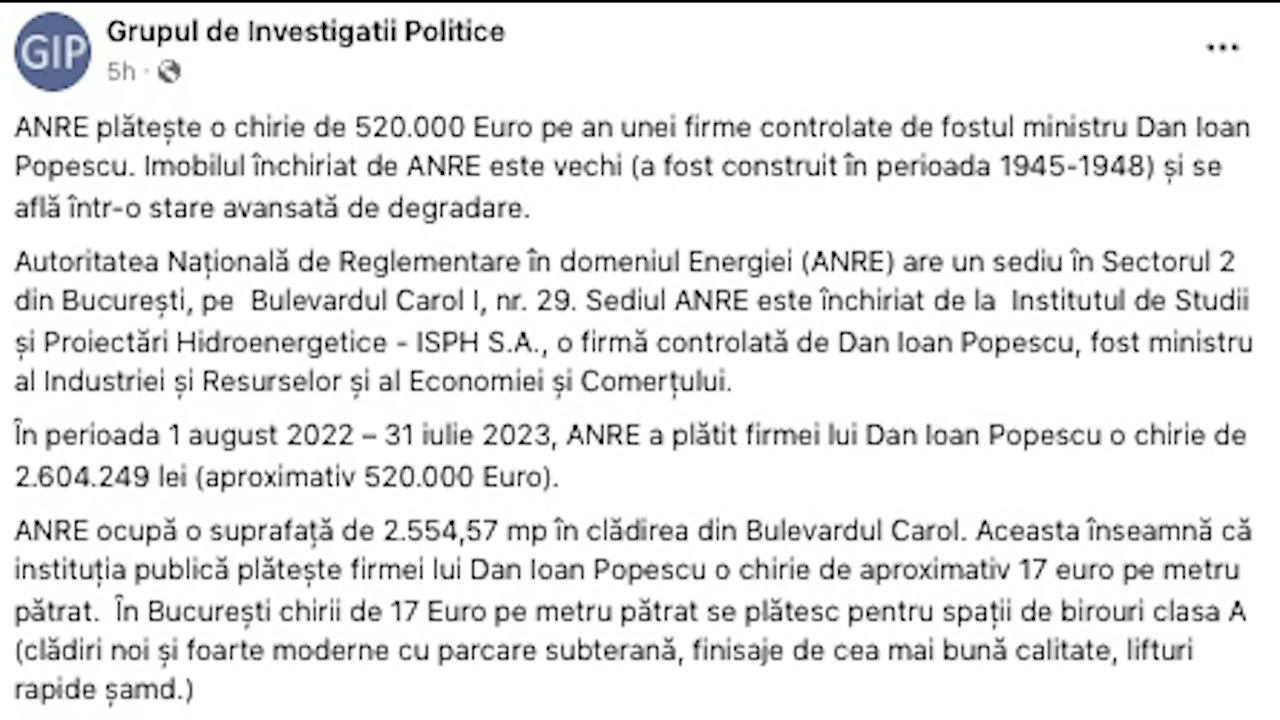 GIP
Grupul de Investigatii Politice
5h ·
ANRE plătește o chirie de 520.000 Euro pe an unei firme controlate de fostul ministru Dan Ioan
Popescu. Imobilul închiriat de ANRE este vechi (a fost construit în perioada 1945-1948) și se
află într-o stare avansată de degradare.
Autoritatea Națională de Reglementare în domeniul Energiei (ANRE) are un sediu în Sectorul 2
din București, pe  Bulevardul Carol I, nr. 29. Sediul ANRE este închiriat de la  Institutul de Studii
și Proiectări Hidroenergetice - ISPH S.A., o firmă controlată de Dan Ioan Popescu, fost ministru
al Industriei și Resurselor și al Economiei și Comerțului.
În perioada 1 august 2022 – 31 iulie 2023, ANRE a plătit firmei lui Dan Ioan Popescu o chirie de
2.604.249 lei (aproximativ 520.000 Euro).
ANRE ocupă o suprafață de 2.554,57 mp în clădirea din Bulevardul Carol. Aceasta înseamnă că
instituția publică plătește firmei lui Dan Ioan Popescu o chirie de aproximativ 17 euro pe metru
pătrat.  În București chirii de 17 Euro pe metru pătrat se plătesc pentru spații de birouri clasa A
(clădiri noi și foarte moderne cu parcare subterană, finisaje de cea mai bună calitate, lifturi
rapide șamd.)